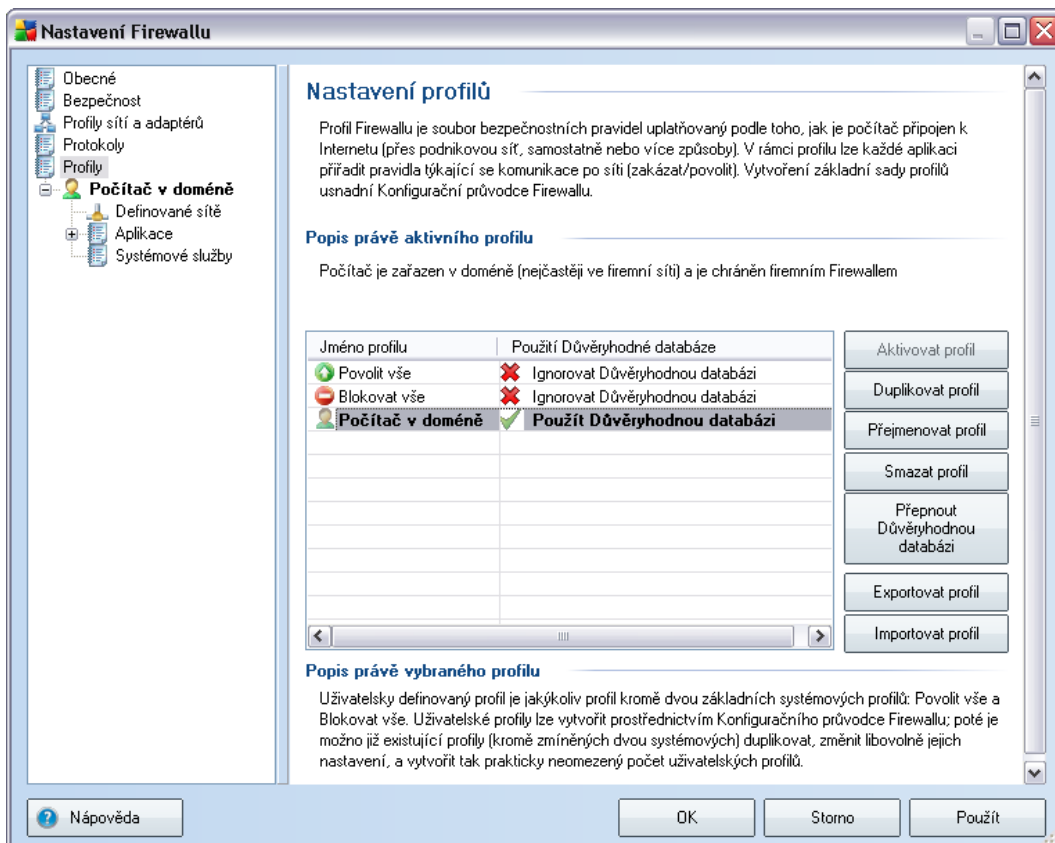 Nastavení Firewallu
Obecné
Bezpečnost
Profily sítí a adaptérů
Protokoly
Profily
Počítač v doméně
Definované sítě
Aplikace
Systémové služby
Nastavení profilů
Profil Firewallu je soubor bezpečnostních pravidel uplatňovaný podle toho, jak je počítač připojen k
Internetu (přes podnikovou síť, samostatně nebo více způsoby). V rámci profilu lze každé aplikaci
přiřadit pravidla týkající se komunikace po síti (zakázat/povolit). Vytvoření základní sady profilů
usnadní Konfigurační průvodce Firewallu.
Popis právě aktivního profilu
Počítač je zařazen v doméně (nejčastěji ve firemní síti) a je chráněn firemním Firewallem
Jméno profilu Použití Důvěryhodné databáze
Povolit vše Ignorovat Důvěryhodnou databázi
Blokovat vše Ignorovat Důvěryhodnou databázi
Počítač v doméně Použít Důvěryhodnou databázi
Aktivovat profil
Duplikovat profil
Přejmenovat profil
Smazat profil
Přepnout
Důvěryhodnou
databázi
Exportovat profil
Importovat profil
Popis právě vybraného profilu
Uživatelsky definovaný profil je jakýkoliv profil kromě dvou základních systémových profilů: Povolit vše a
Blokovat vše. Uživatelské profily lze vytvořit prostřednictvím Konfiguračního průvodce Firewallu; poté je
možno již existující profily (kromě zmíněných dvou systémových) duplikovat, změnit libovolně jejich
nastavení, a vytvořit tak prakticky neomezený počet uživatelských profilů.
Nápověda
OK
Storno
Použít